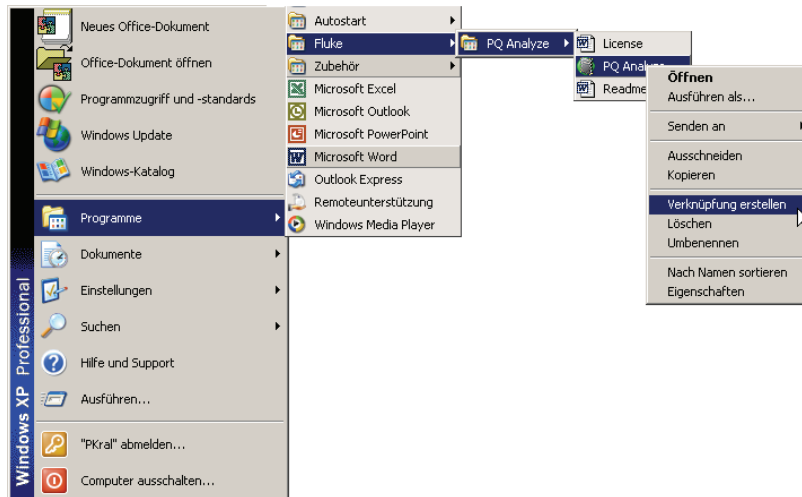 Neues Office-Dokument
Office-Dokument öffnen
Programmzugriff und -standards
Windows Update
Windows-Katalog
Programme
Dokumente
Einstellungen
Suchen
Hilfe und Support
Ausführen...
"PKral" abmelden...
Computer ausschalten...
Windows XP Professional
Autostart
Fluke
Zubehör
Microsoft Excel
Microsoft Outlook
Microsoft PowerPoint
Microsoft Word
Outlook Express
Remoteunterstützung
Windows Media Player
PQ Analyze
License
PQ Analyze
Readme
Öffnen
Ausführen als...
Senden an
Ausschneiden
Kopieren
Verknüpfung erstellen
Löschen
Umbenennen
Nach Namen sortieren
Eigenschaften